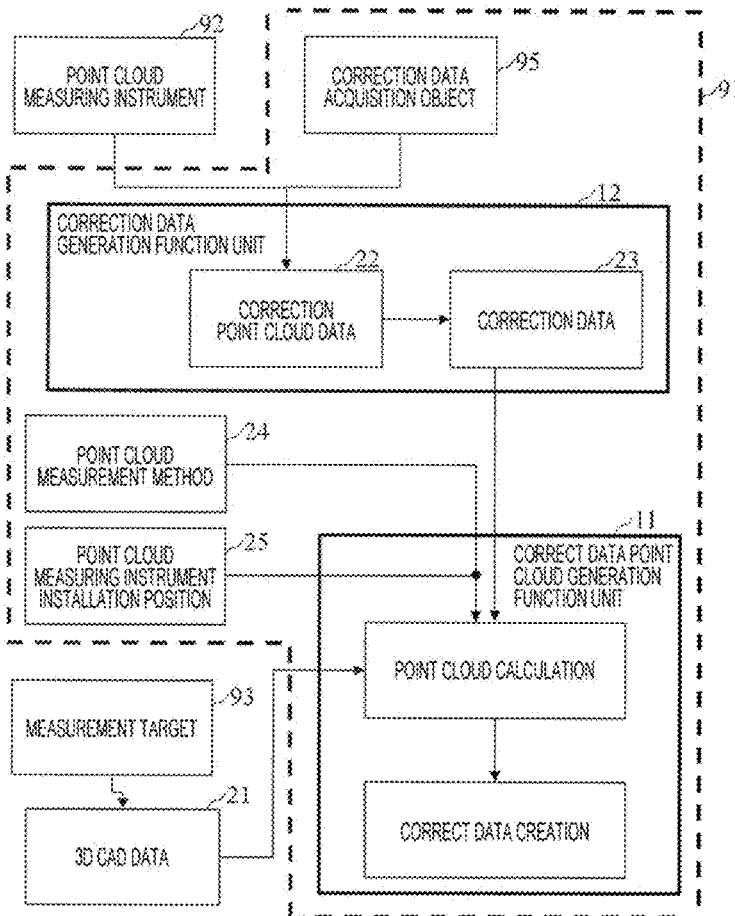 92
POINT CLOUD
MEASURING INSTRUMENT
95
CORRECTION DATA
ACQUISITION OBJECT
12
CORRECTION DATA
GENERATION FUNCTION UNIT
22
CORRECTION
POINT CLOUD DATA
23
CORRECTION DATA
24
POINT CLOUD
MEASUREMENT METHOD
25
POINT CLOUD
MEASURING INSTRUMENT
INSTALLATION POSITION
11
CORRECT DATA POINT
CLOUD GENERATION
FUNCTION UNIT
POINT CLOUD CALCULATION
93
MEASUREMENT TARGET
21
3D CAD DATA
CORRECT DATA CREATION